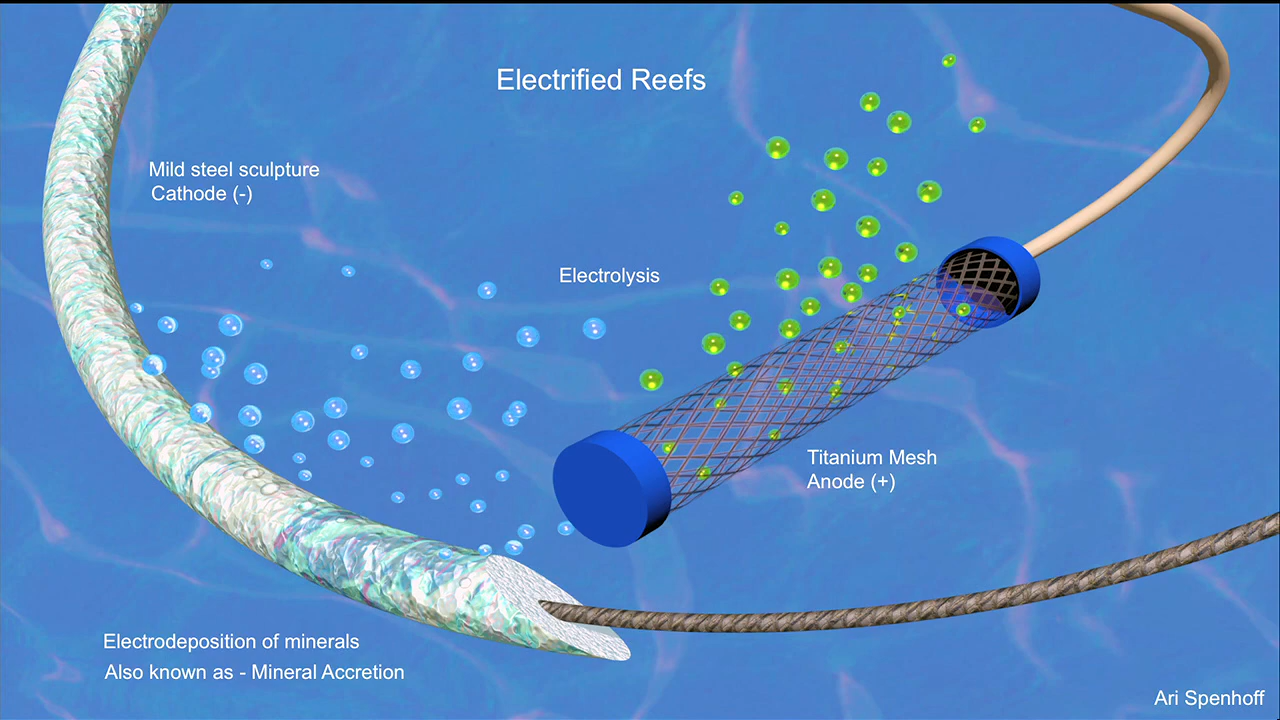 Electrified Reefs
Mild steel sculpture
Cathode (-)
Electrolysis
Titanium Mesh
Anode (+)
Electrodeposition of minerals
Also known as - Mineral Accretion
Ari Spenhoff